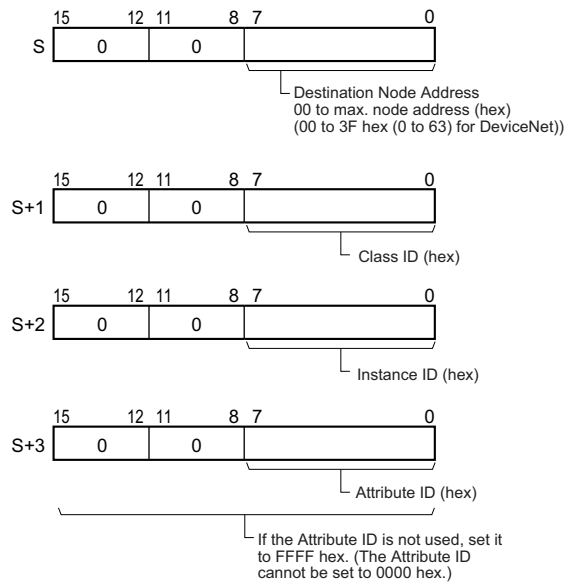 15 12 11 8 7 0
S 0 0
Destination Node Address
00 to max. node address (hex)
(00 to 3F hex (0 to 63) for DeviceNet))
15 12 11 8 7 0
S+1 0 0
Class ID (hex)
15 12 11 8 7 0
S+2 0 0
Instance ID (hex)
15 12 11 8 7 0
S+3 0 0
Attribute ID (hex)
If the Attribute ID is not used, set it
to FFFF hex. (The Attribute ID
cannot be set to 0000 hex.)